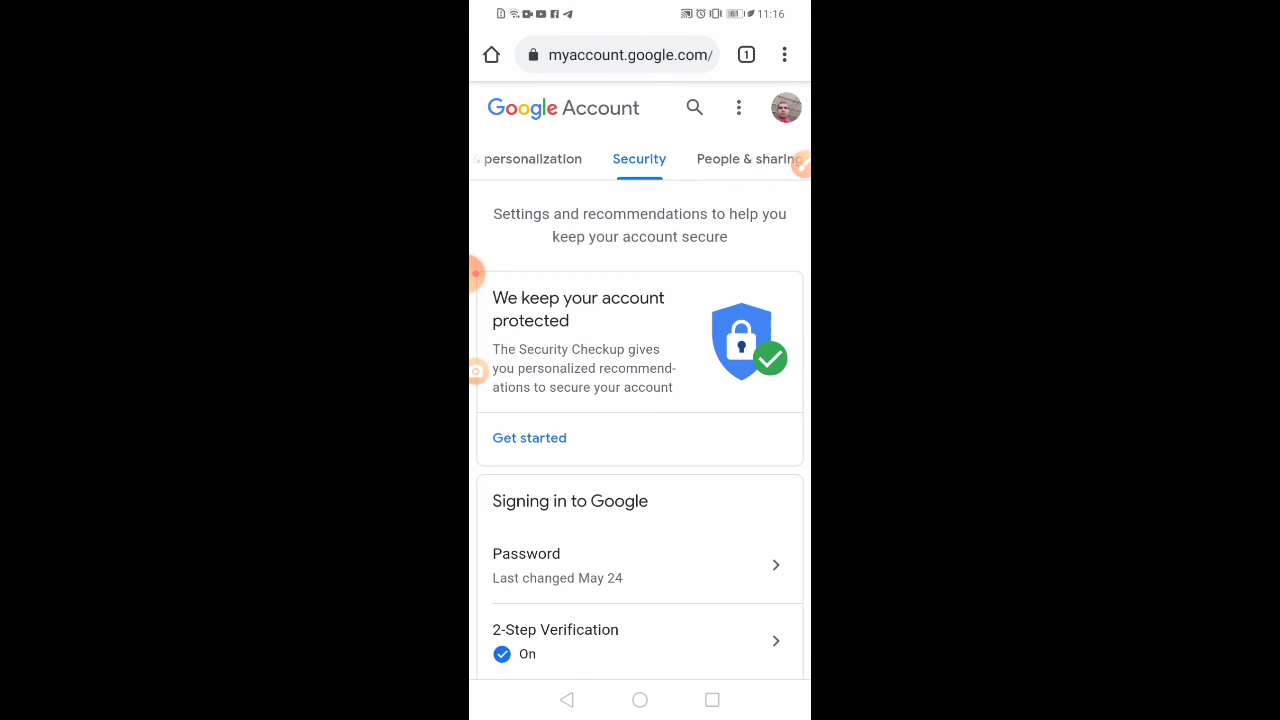 61 11:16
myaccount.google.com/ 1
Google Account
& personalization Security People & sharing
Settings and recommendations to help you
keep your account secure
We keep your account
protected
The Security Checkup gives
you personalized recommend-
ations to secure your account
Get started
Signing in to Google
Password
Last changed May 24
2-Step Verification
On